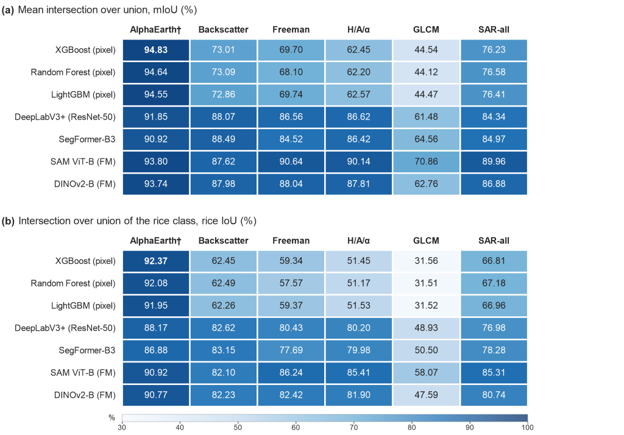 (a) Mean intersection over union, mIoU (%)
AlphaEarth† Backscatter Freeman H/A/α GLCM SAR-all
XGBoost (pixel) 94.83 73.01 69.70 62.45 44.54 76.23
Random Forest (pixel) 94.64 73.09 68.10 62.20 44.12 76.58
LightGBM (pixel) 94.55 72.86 69.74 62.57 44.47 76.41
DeepLabV3+ (ResNet-50) 91.85 88.07 86.56 86.62 61.48 84.34
SegFormer-B3 90.92 88.49 84.52 86.42 64.56 84.97
SAM ViT-B (FM) 93.80 87.62 90.64 90.14 70.86 89.96
DINOv2-B (FM) 93.74 87.98 88.04 87.81 62.76 86.88
(b) Intersection over union of the rice class, rice IoU (%)
AlphaEarth† Backscatter Freeman H/A/α GLCM SAR-all
XGBoost (pixel) 92.37 62.45 59.34 51.45 31.56 66.81
Random Forest (pixel) 92.08 62.49 57.57 51.17 31.51 67.18
LightGBM (pixel) 91.95 62.26 59.37 51.53 31.52 66.96
DeepLabV3+ (ResNet-50) 88.17 82.62 80.43 80.20 48.93 76.98
SegFormer-B3 86.88 83.15 77.69 79.98 50.50 78.28
SAM ViT-B (FM) 90.92 82.10 86.24 85.41 58.07 85.31
DINOv2-B (FM) 90.77 82.23 82.42 81.90 47.59 80.74
%
30 40 50 60 70 80 90 100